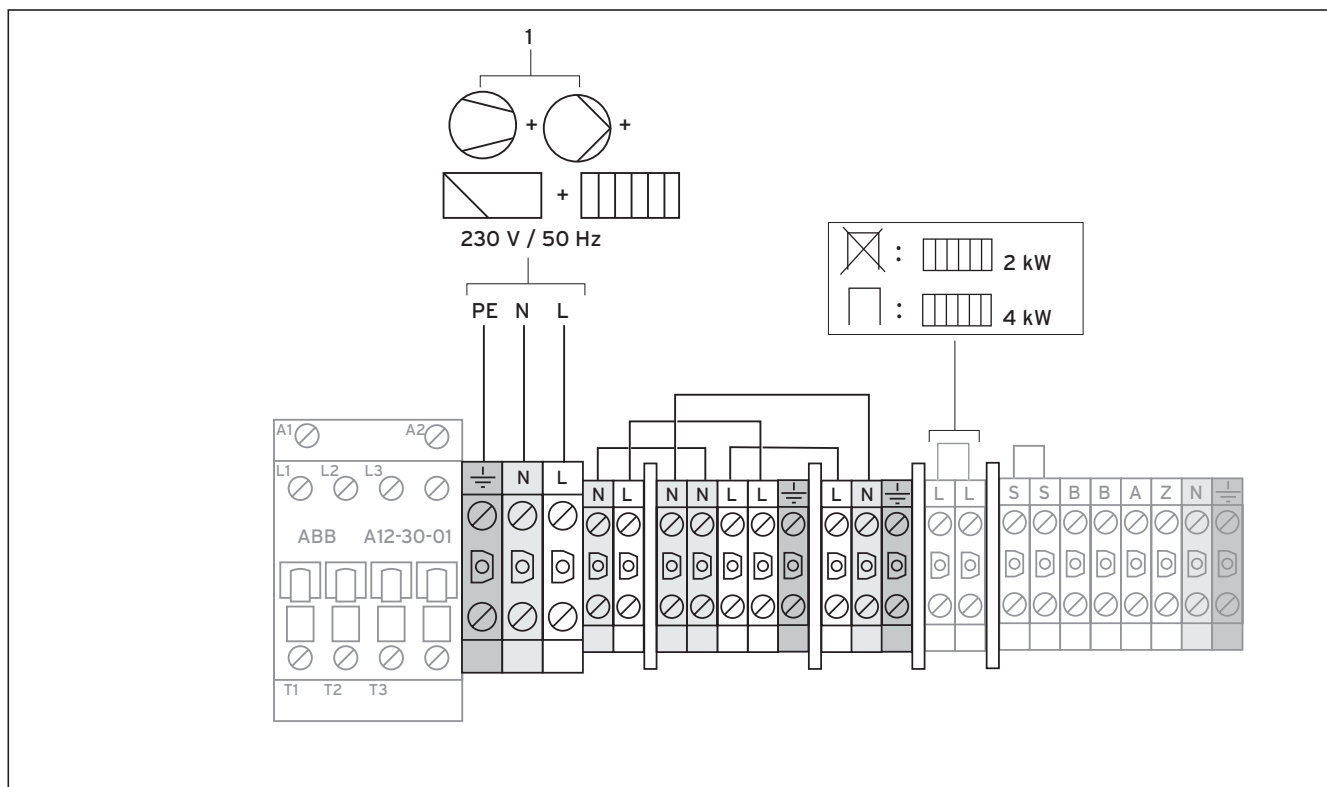 1
+ +
+
230 V / 50 Hz
PE N L
: 2 kW
: 4 kW
A1 A2
L1 L2 L3
N L N L N N L L L N L L S S B B A Z N
ABB A12-30-01
T1 T2 T3